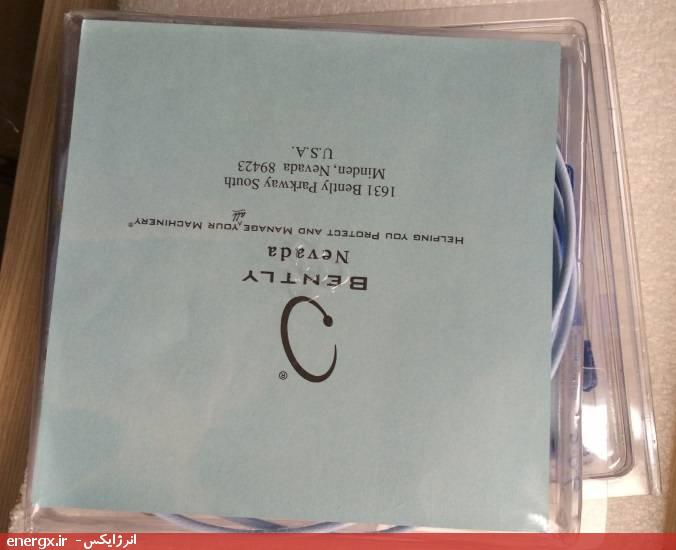 ®
BENTLY
Nevada
HELPING YOU PROTECT AND MANAGE all YOUR MACHINERY®
1631 Bently Parkway South
Minden, Nevada 89423
U.S.A.
energx.ir - انرژایکس